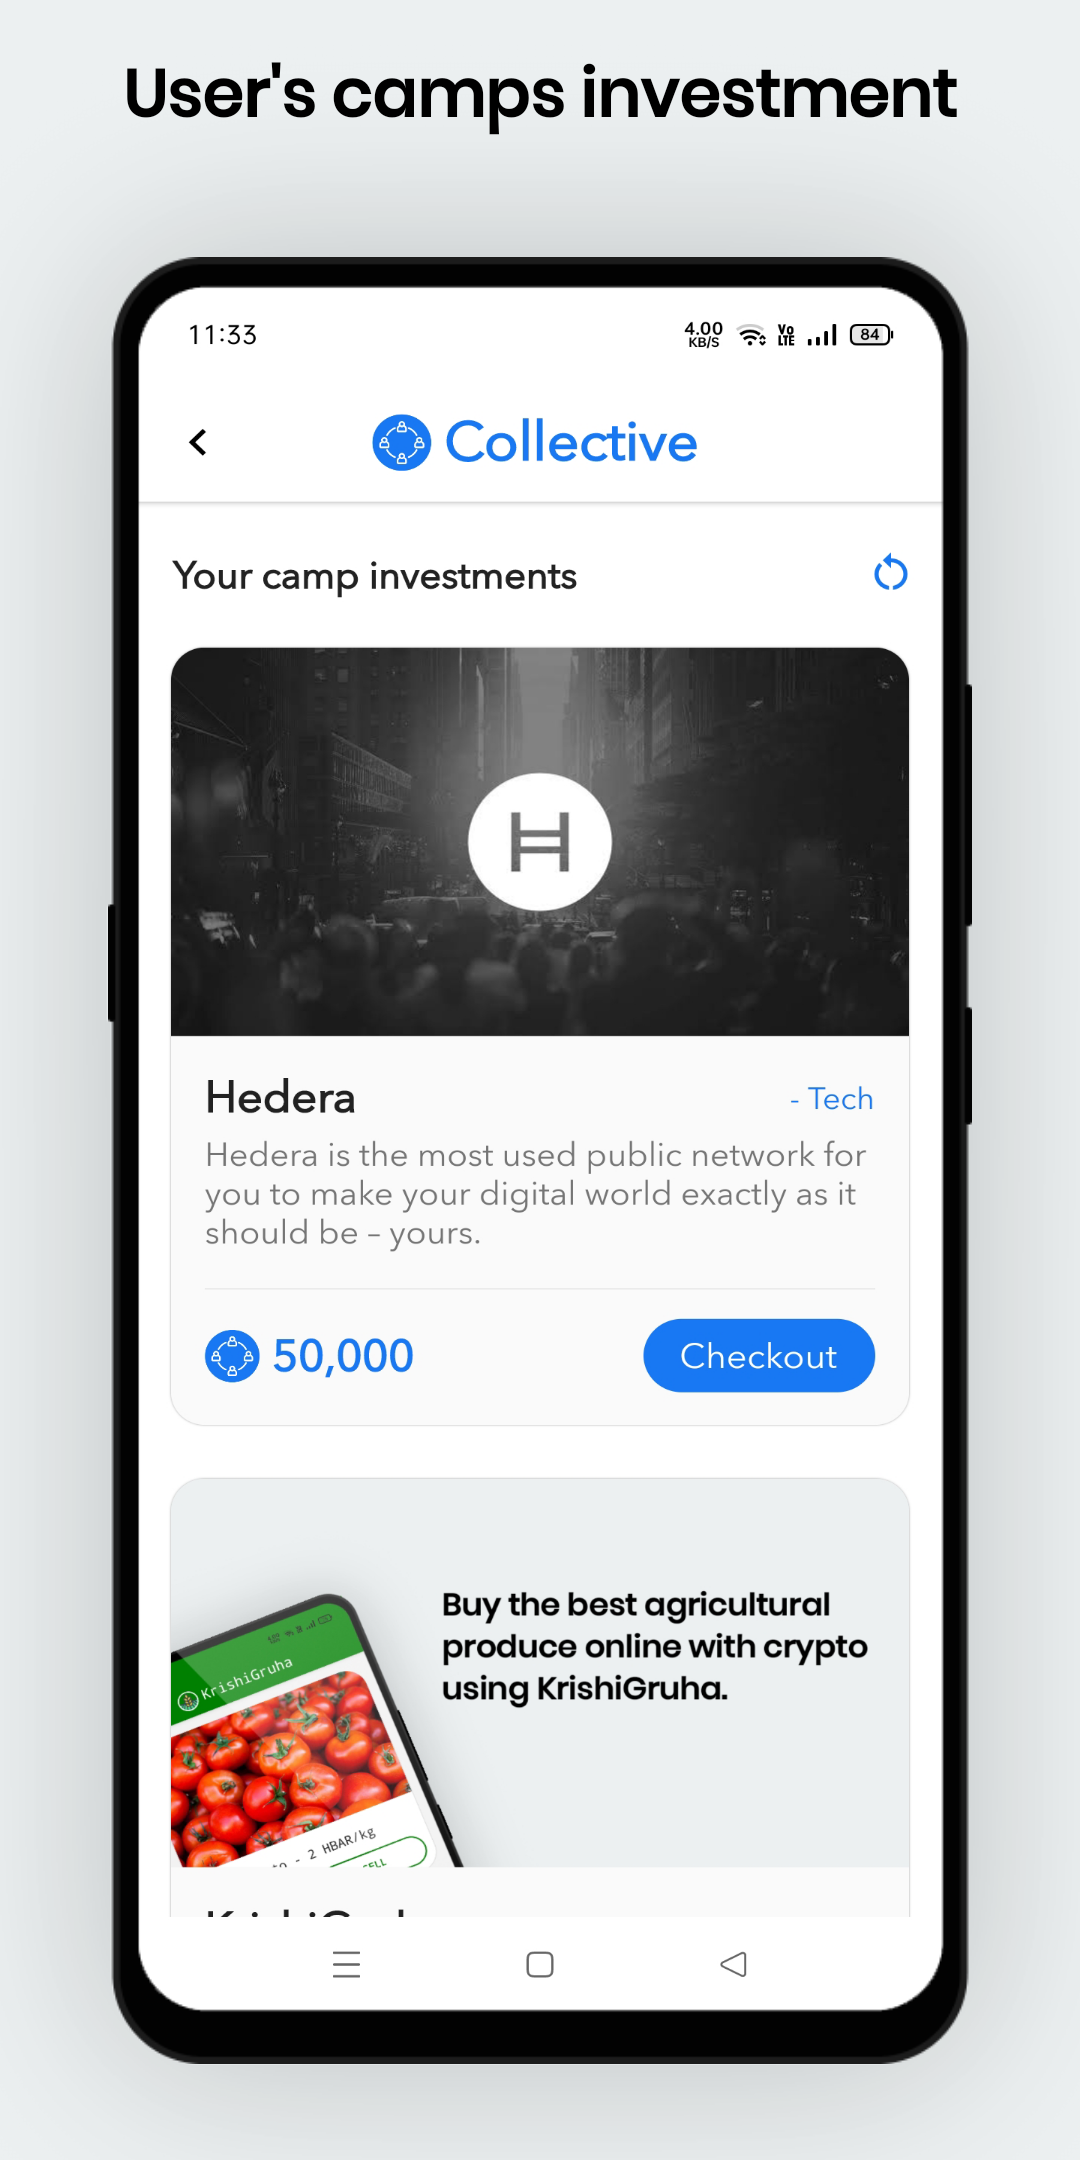 User's camps investment
11:33
4.00
KB/S
Vo
LTE
84
Collective
Your camp investments
H
Hedera
- Tech
Hedera is the most used public network for
you to make your digital world exactly as it
should be – yours.
50,000
Checkout
Buy the best agricultural
produce online with crypto
using KrishiGruha.
KrishiGruha
- 2 HBAR/kg